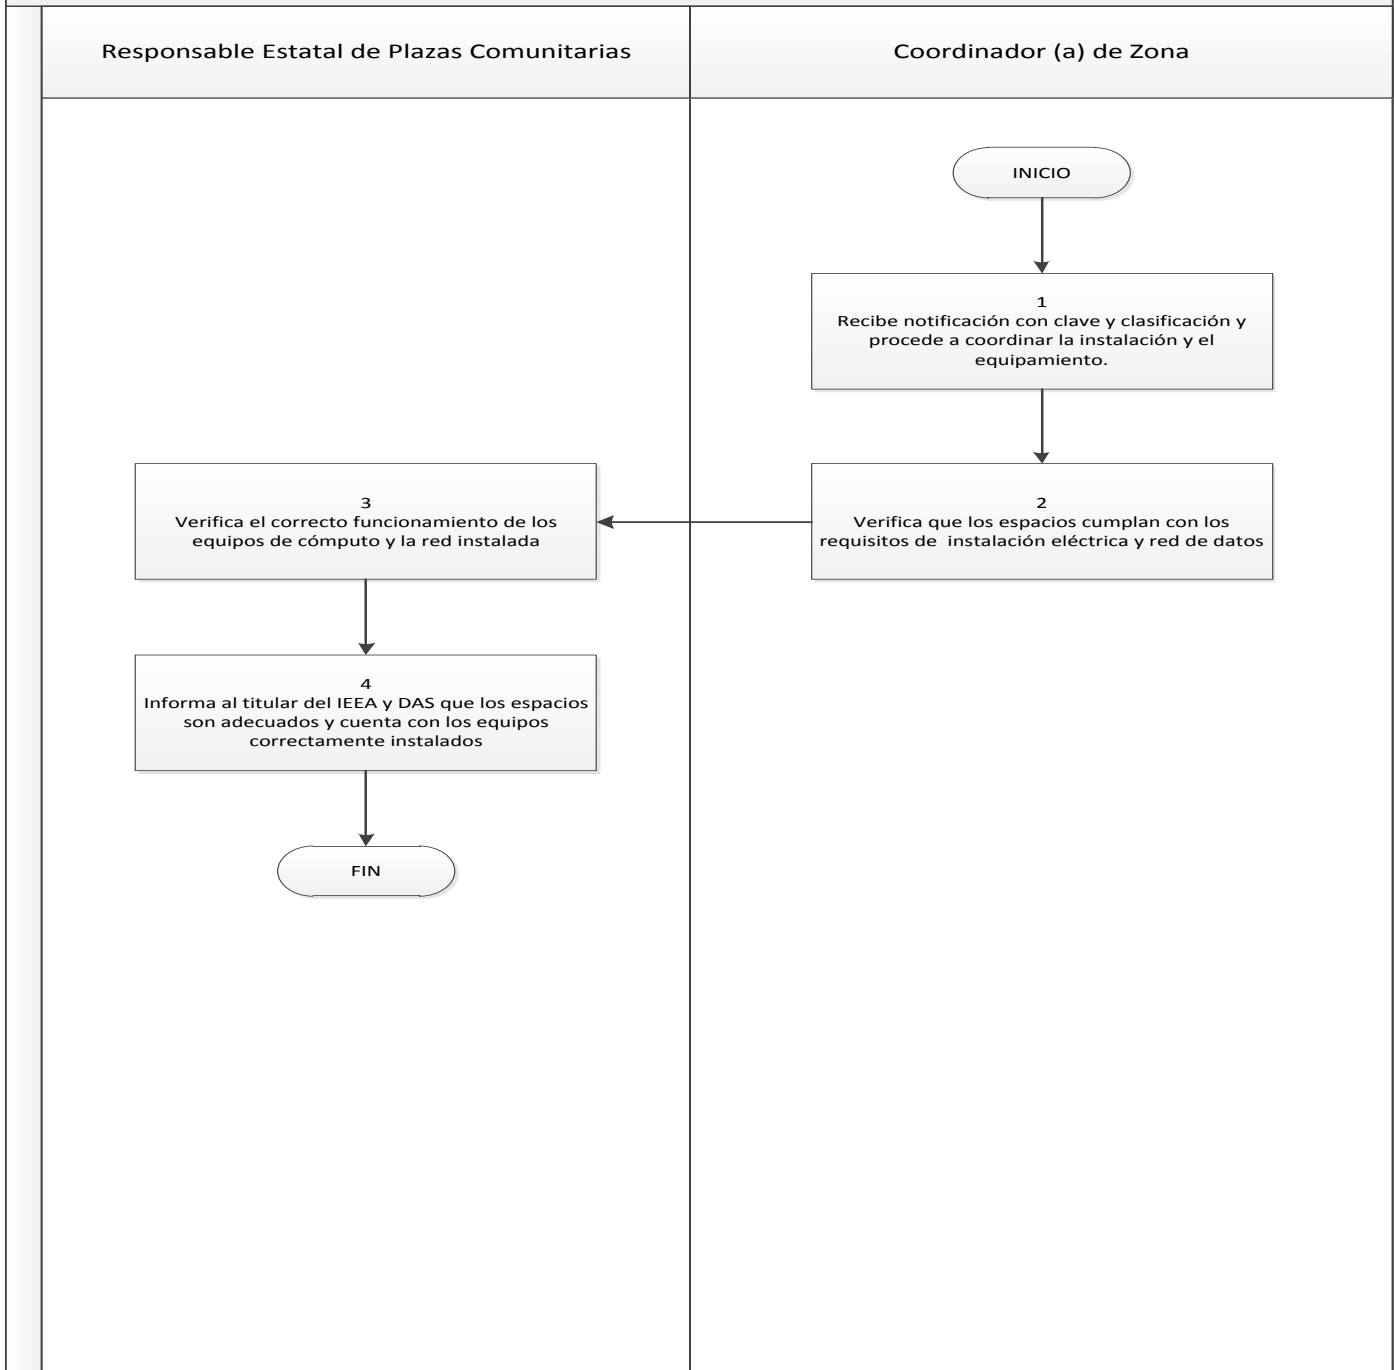 Responsable Estatal de Plazas Comunitarias
Coordinador (a) de Zona
INICIO
1
Recibe notificación con clave y clasificación y
procede a coordinar la instalación y el
equipamiento.
2
Verifica que los espacios cumplan con los
requisitos de  instalación eléctrica y red de datos
3
Verifica el correcto funcionamiento de los
equipos de cómputo y la red instalada
4
Informa al titular del IEEA y DAS que los espacios
son adecuados y cuenta con los equipos
correctamente instalados
FIN